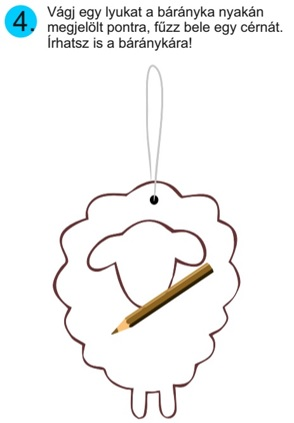 4. Vágj egy lyukat a bárányka nyakán
megjelölt pontra, fűzz bele egy cérnát.
Írhatsz is a báránykára!